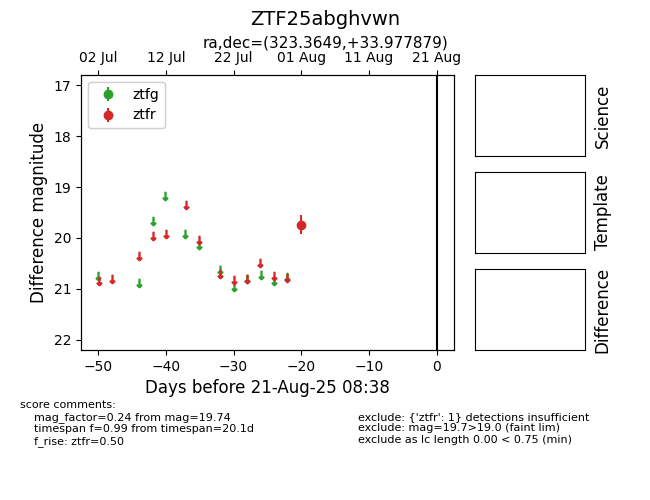 ZTF25abghvwn
ra,dec=(323.3649,+33.977879)
02 Jul 12 Jul 22 Jul 01 Aug 11 Aug 21 Aug
ztfg
ztfr
17
18
19
20
21
22
Difference magnitude
−50 −40 −30 −20 −10 0
Days before 21-Aug-25 08:38
Science
Template
Difference
score comments:
mag_factor=0.24 from mag=19.74
timespan f=0.99 from timespan=20.1d
f_rise: ztfr=0.50
exclude: {'ztfr': 1} detections insufficient
exclude: mag=19.7>19.0 (faint lim)
exclude as lc length 0.00 < 0.75 (min)